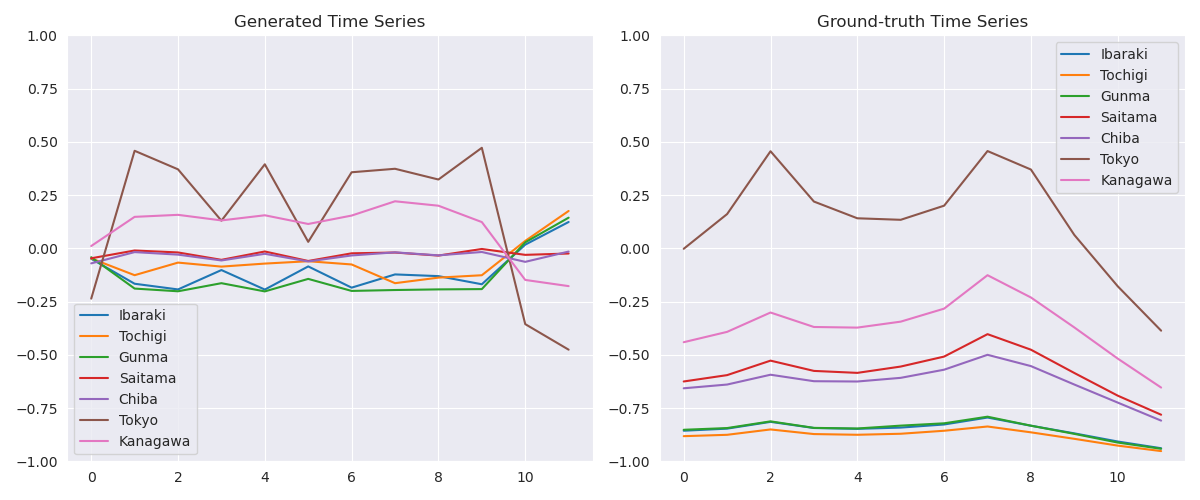 Generated Time Series
1.00
0.75
0.50
0.25
0.00
−0.25
−0.50
−0.75
−1.00
0 2 4 6 8 10
Ibaraki
Tochigi
Gunma
Saitama
Chiba
Tokyo
Kanagawa
Ground-truth Time Series
1.00
0.75
0.50
0.25
0.00
−0.25
−0.50
−0.75
−1.00
0 2 4 6 8 10
Ibaraki
Tochigi
Gunma
Saitama
Chiba
Tokyo
Kanagawa